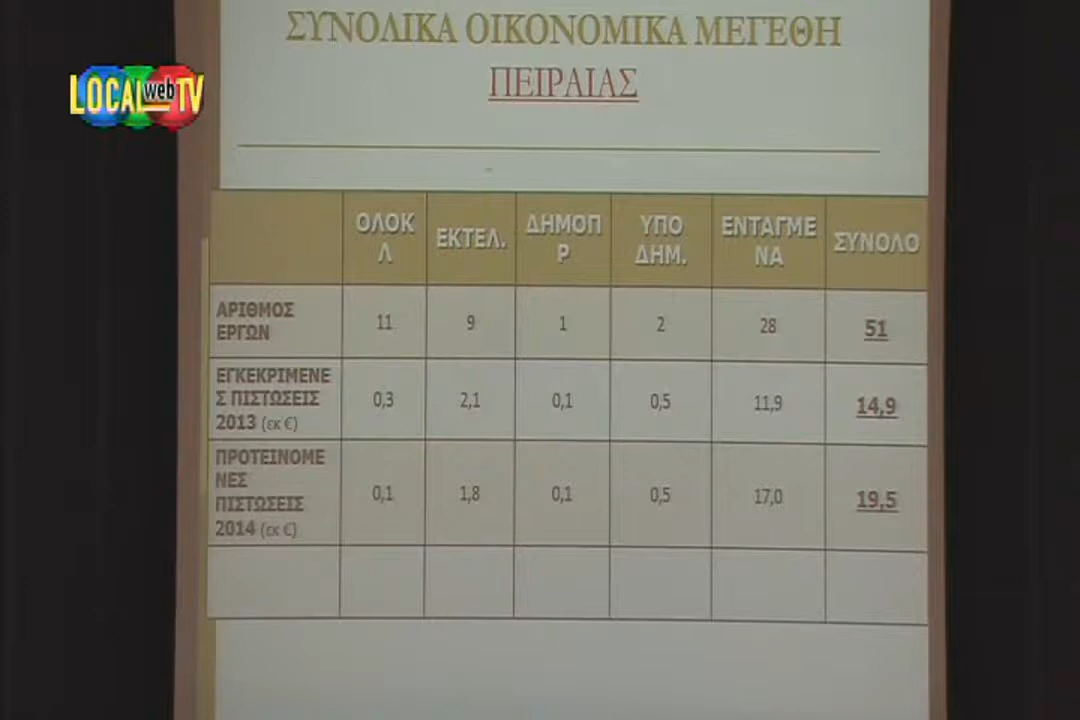 ΣΥΝΟΛΙΚΑ ΟΙΚΟΝΟΜΙΚΑ ΜΕΓΕΘΗ
ΠΕΙΡΑΙΑΣ
LOCAL web TV
ΟΛΟΚ
Λ
ΕΚΤΕΛ.
ΔΗΜΟΠ
Ρ
ΥΠΟ
ΔΗΜ.
ΕΝΤΑΓΜΕ
ΝΑ
ΣΥΝΟΛΟ
ΑΡΙΘΜΟΣ
ΕΡΓΩΝ
11
9
1
2
28
51
ΕΓΚΕΚΡΙΜΕΝΕ
Σ ΠΙΣΤΩΣΕΙΣ
2013 (εκ €)
0,3
2,1
0,1
0,5
11,9
14,9
ΠΡΟΤΕΙΝΟΜΕ
ΝΕΣ
ΠΙΣΤΩΣΕΙΣ
2014 (εκ €)
0,1
1,8
0,1
0,5
17,0
19,5